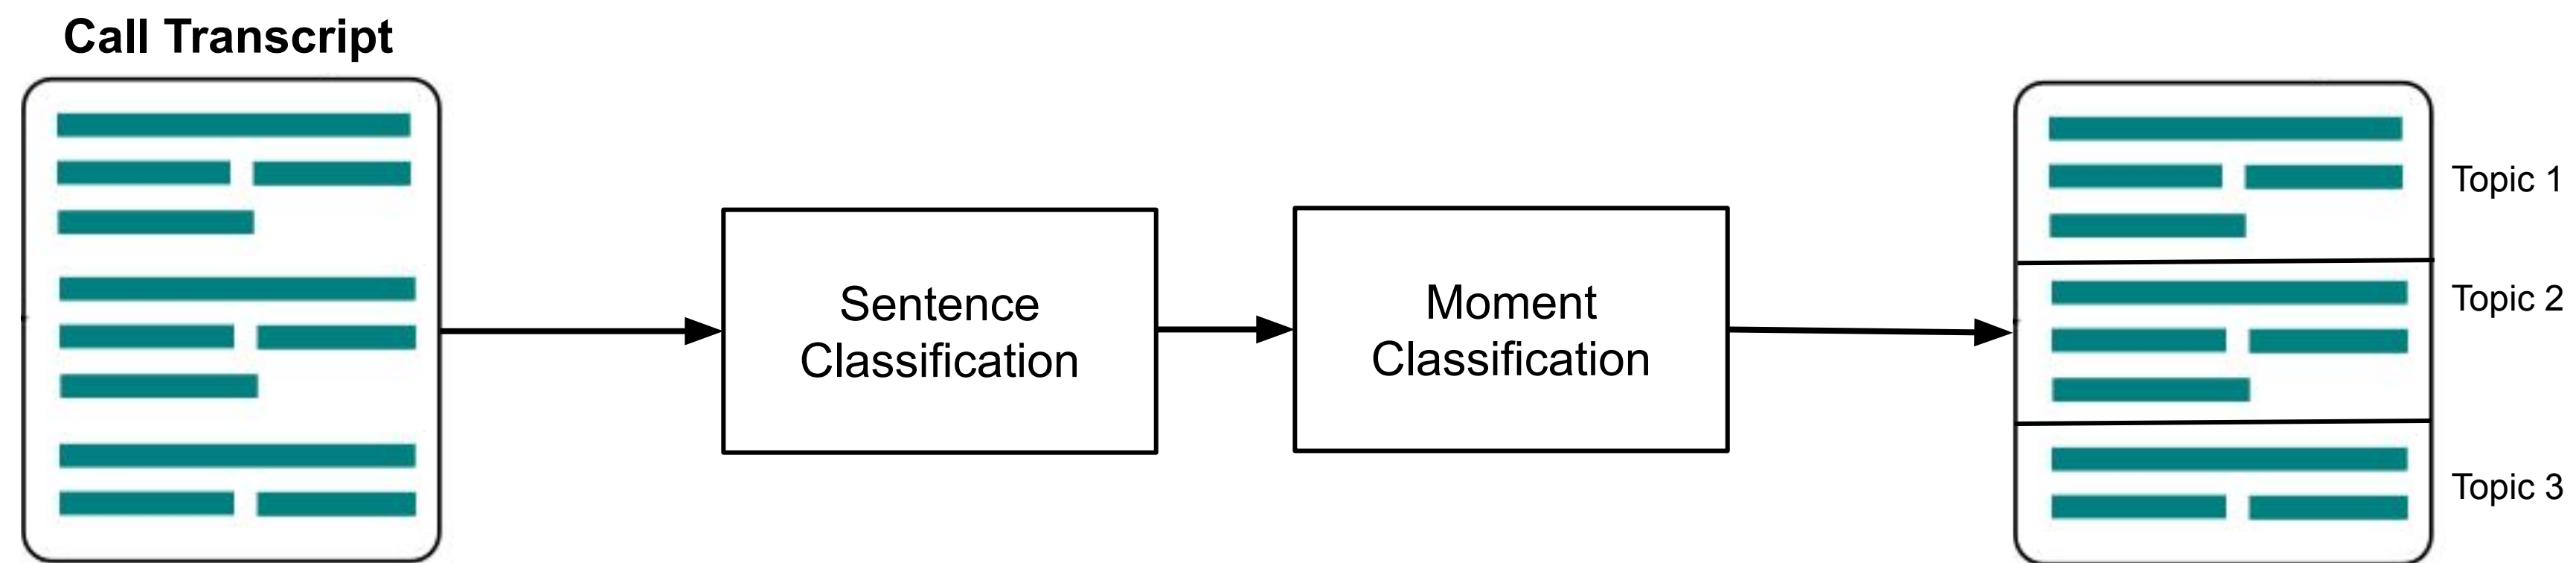 Call Transcript
Sentence
Classification
Moment
Classification
Topic 1
Topic 2
Topic 3